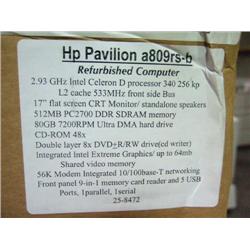 Hp Pavilion a809rs-b
Refurbished Computer
2.93 GHz Intel Celeron D processor 340 256 kp
L2 cache 533MHz front side Bus
17" flat screen CRT Monitor/ standalone speakers
512MB PC2700 DDR SDRAM memory
80GB 7200RPM Ultra DMA hard drive
CD-ROM 48x
Double layer 8x DVD+R/RW drive(cd writer)
Integrated Intel Extreme Graphics/ up to 64mb
Shared video memory
56K Modem Integrated 10/100base-T networking
Front panel 9-in-1 memory card reader and 5 USB
Ports, 1parallel, 1serial
25-8472